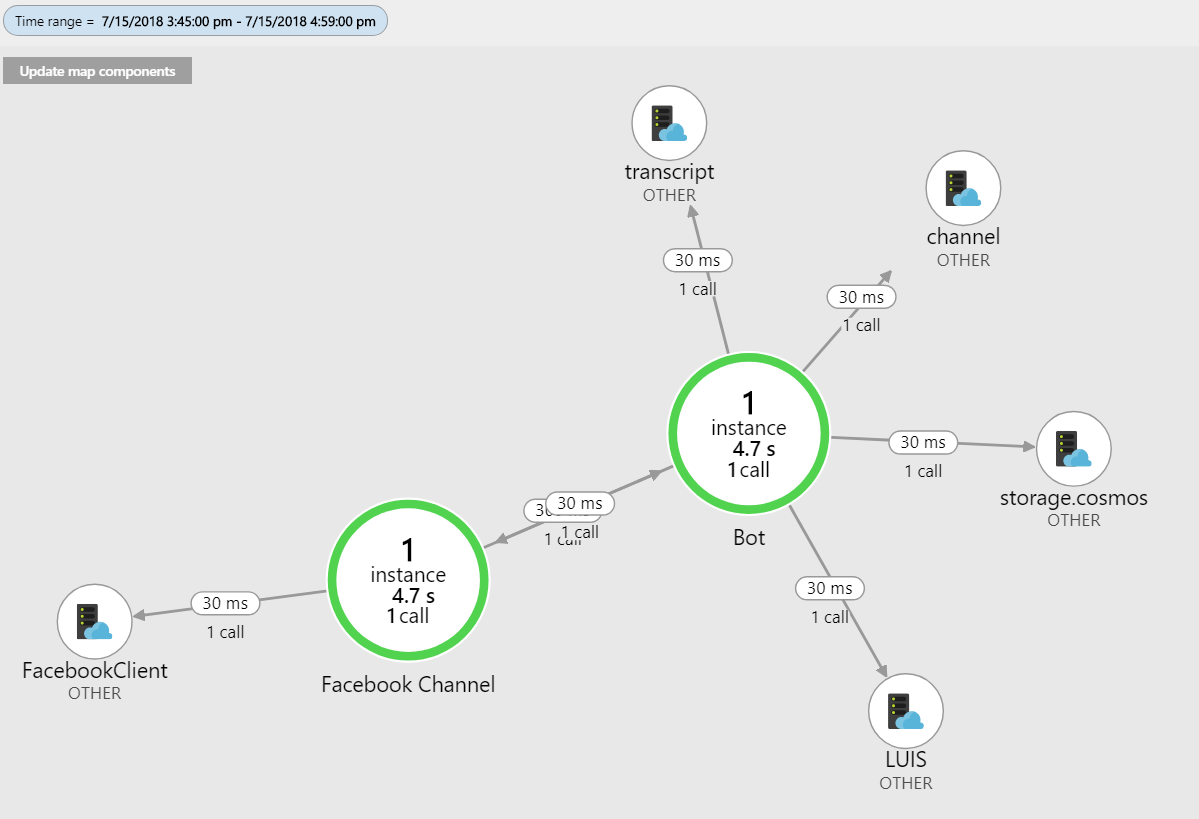 Time range = 7/15/2018 3:45:00 pm - 7/15/2018 4:59:00 pm
Update map components
transcript
OTHER
channel
OTHER
30 ms
1 call
30 ms
1 call
1
instance
4.7 s
1 call
Bot
30 ms
1 call
storage.cosmos
OTHER
30 ms
1 call
1 call
1
instance
4.7 s
1 call
Facebook Channel
30 ms
1 call
FacebookClient
OTHER
30 ms
1 call
LUIS
OTHER